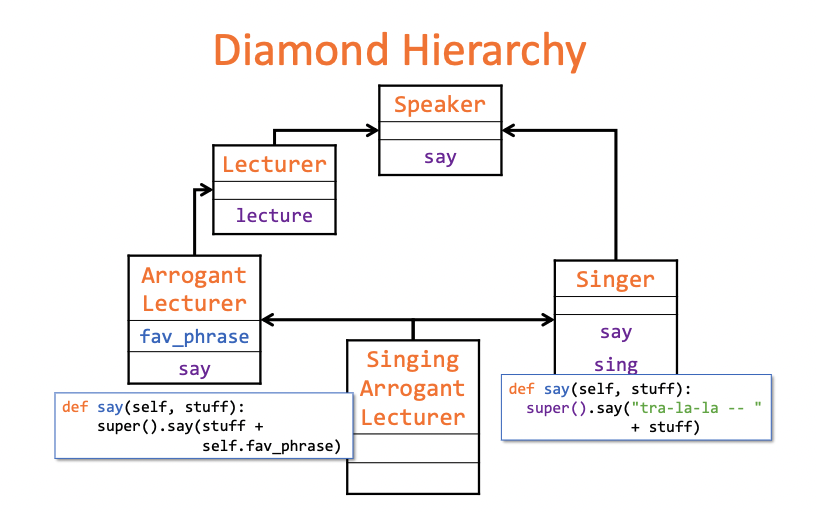 Diamond Hierarchy
Speaker
say
Lecturer
lecture
Arrogant
Lecturer
fav_phrase
say
Singer
say
sing
Singing
Arrogant
Lecturer
def say(self, stuff):
super().say(stuff +
self.fav_phrase)
def say(self, stuff):
super().say("tra-la-la -- "
+ stuff)